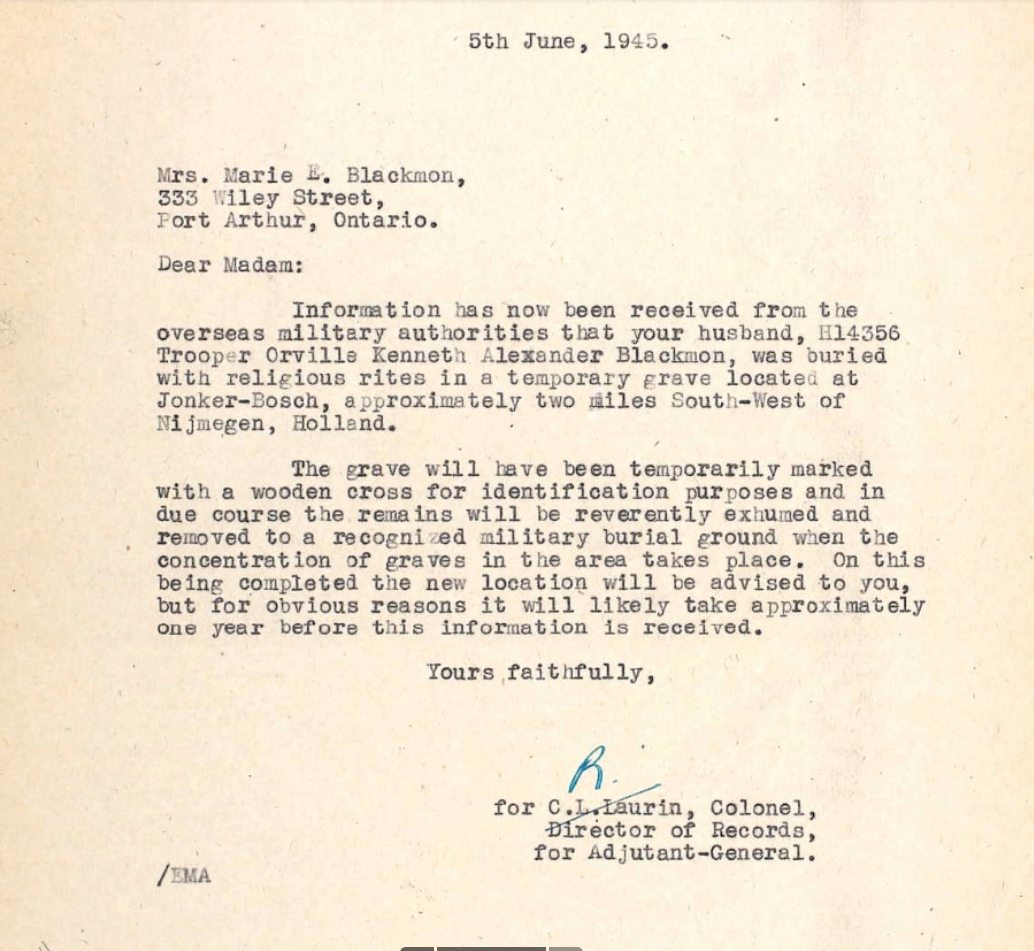 5th June, 1945.
Mrs. Marie E. Blackmon,
333 Wiley Street,
Port Arthur, Ontario.
Dear Madam:
Information has now been received from the
overseas military authorities that your husband, H14356
Trooper Orville Kenneth Alexander Blackmon, was buried
with religious rites in a temporary grave located at
Jonker-Bosch, approximately two miles South-West of
Nijmegen, Holland.
The grave will have been temporarily marked
with a wooden cross for identification purposes and in
due course the remains will be reverently exhumed and
removed to a recognized military burial ground when the
concentration of graves in the area takes place. On this
being completed the new location will be advised to you,
but for obvious reasons it will likely take approximately
one year before this information is received.
Yours faithfully,
R.
for C.L.Laurin, Colonel,
Director of Records,
for Adjutant-General.
/EMA